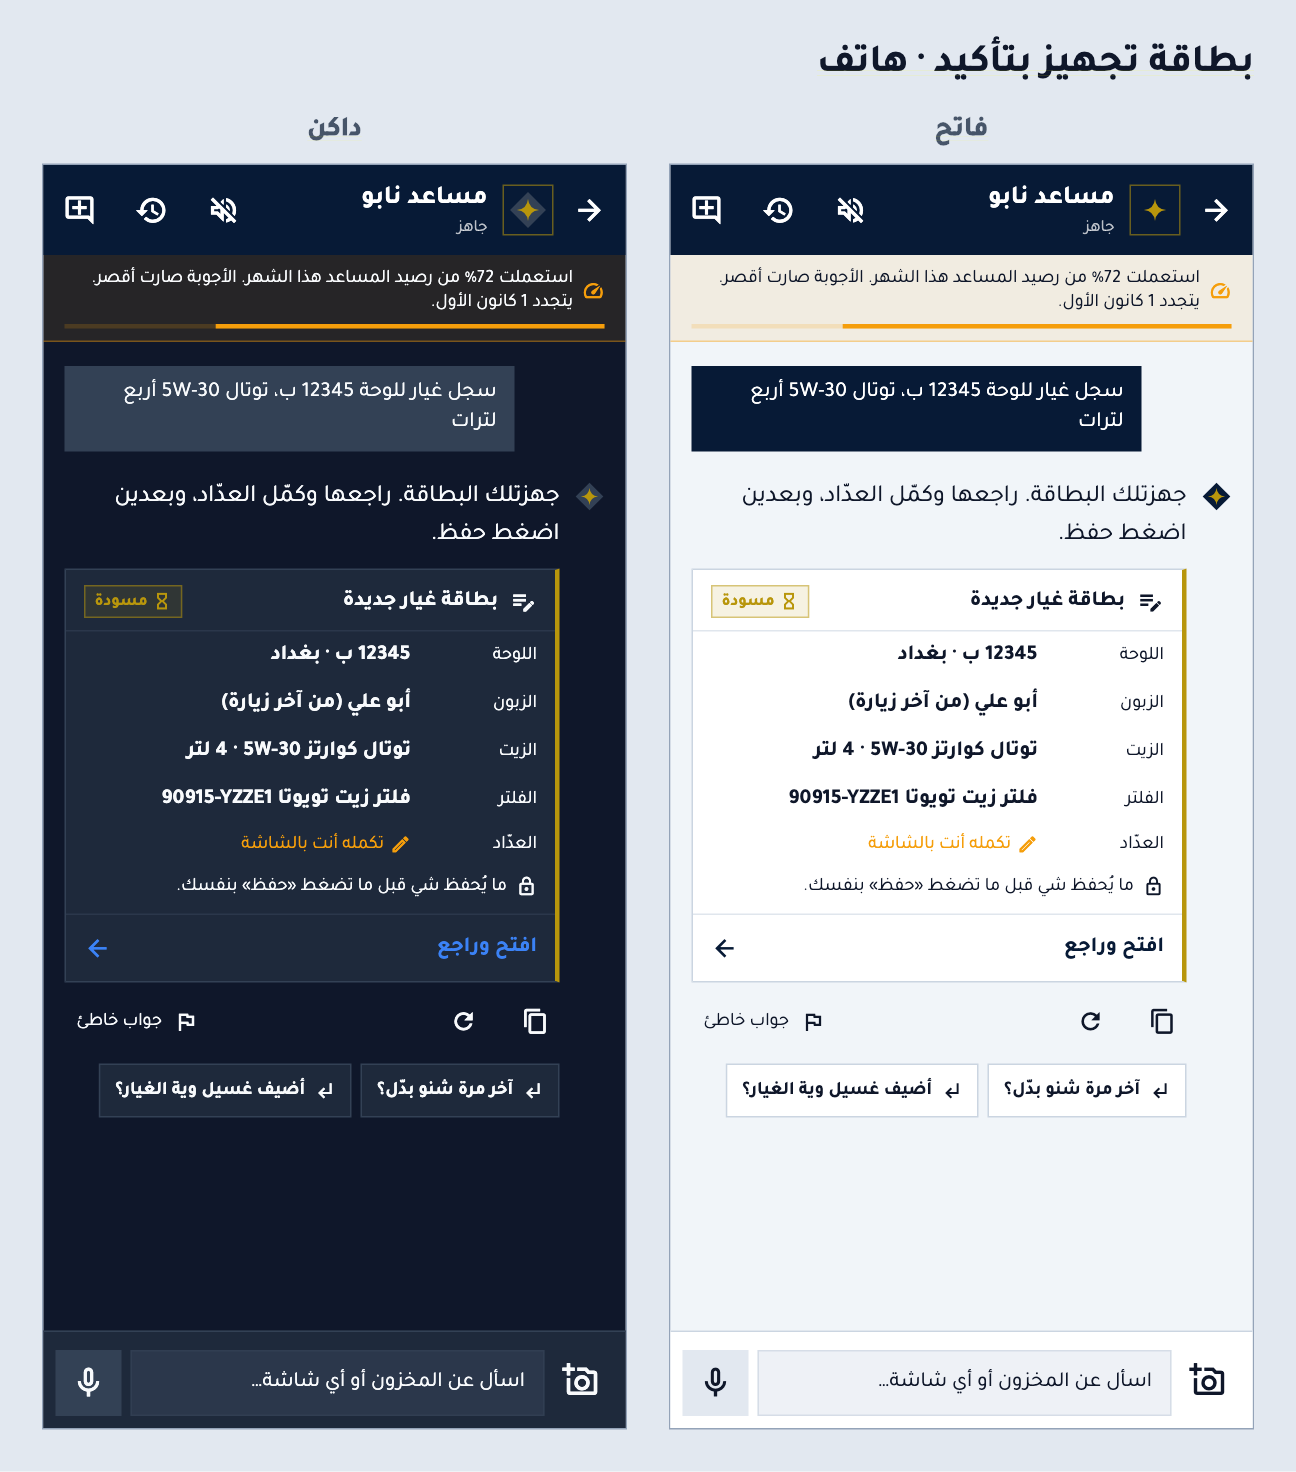 بطاقة تجهيز بتأكيد · هاتف
فاتح
مساعد نابو
جاهز
استعملت 72% من رصيد المساعد هذا الشهر. الأجوبة صارت أقصر.
يتجدد 1 كانون الأول.
سجل غيار للوحة 12345 ب، توتال 5W-30 أربع
لترات
جهزتلك البطاقة. راجعها وكمّل العدّاد، وبعدين
اضغط حفظ.
بطاقة غيار جديدة
مسودة
اللوحة
12345 ب · بغداد
الزبون
أبو علي (من آخر زيارة)
الزيت
توتال كوارتز 5W-30 · 4 لتر
الفلتر
فلتر زيت تويوتا 90915-YZZE1
العدّاد
تكمله أنت بالشاشة
ما يُحفظ شي قبل ما تضغط «حفظ» بنفسك.
افتح وراجع
جواب خاطئ
آخر مرة شنو بدّل؟
أضيف غسيل وية الغيار؟
اسأل عن المخزون أو أي شاشة…
داكن
مساعد نابو
جاهز
استعملت 72% من رصيد المساعد هذا الشهر. الأجوبة صارت أقصر.
يتجدد 1 كانون الأول.
سجل غيار للوحة 12345 ب، توتال 5W-30 أربع
لترات
جهزتلك البطاقة. راجعها وكمّل العدّاد، وبعدين
اضغط حفظ.
بطاقة غيار جديدة
مسودة
اللوحة
12345 ب · بغداد
الزبون
أبو علي (من آخر زيارة)
الزيت
توتال كوارتز 5W-30 · 4 لتر
الفلتر
فلتر زيت تويوتا 90915-YZZE1
العدّاد
تكمله أنت بالشاشة
ما يُحفظ شي قبل ما تضغط «حفظ» بنفسك.
افتح وراجع
جواب خاطئ
آخر مرة شنو بدّل؟
أضيف غسيل وية الغيار؟
اسأل عن المخزون أو أي شاشة…